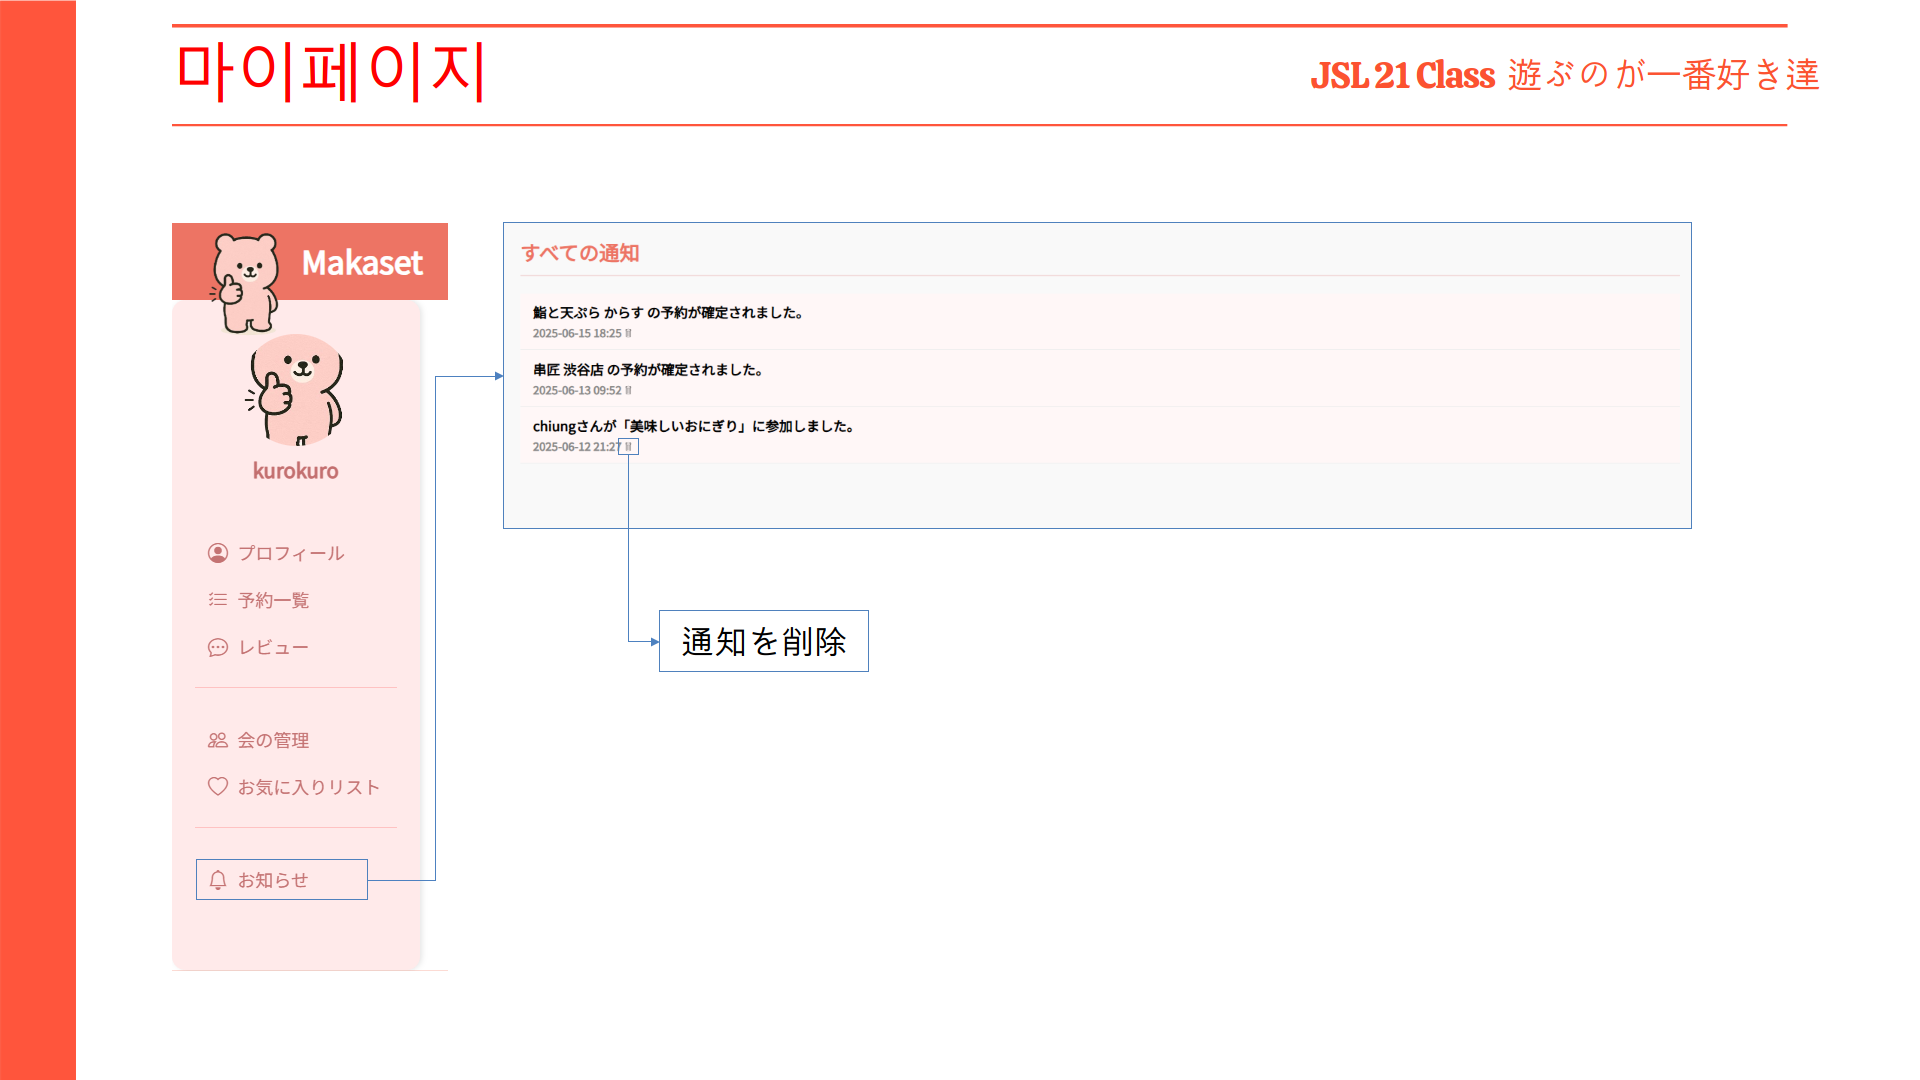 마이페이지
JSL 21 Class 遊ぶのが一番好き達
Makaset
kurokuro
プロフィール
予約一覧
レビュー
会の管理
お気に入りリスト
お知らせ
すべての通知
鮨と天ぷら からす の予約が確定されました。
2025-06-15 18:25
串匠 渋谷店 の予約が確定されました。
2025-06-13 09:52
chiungさんが「美味しいおにぎり」に参加しました。
2025-06-12 21:27
通知を削除